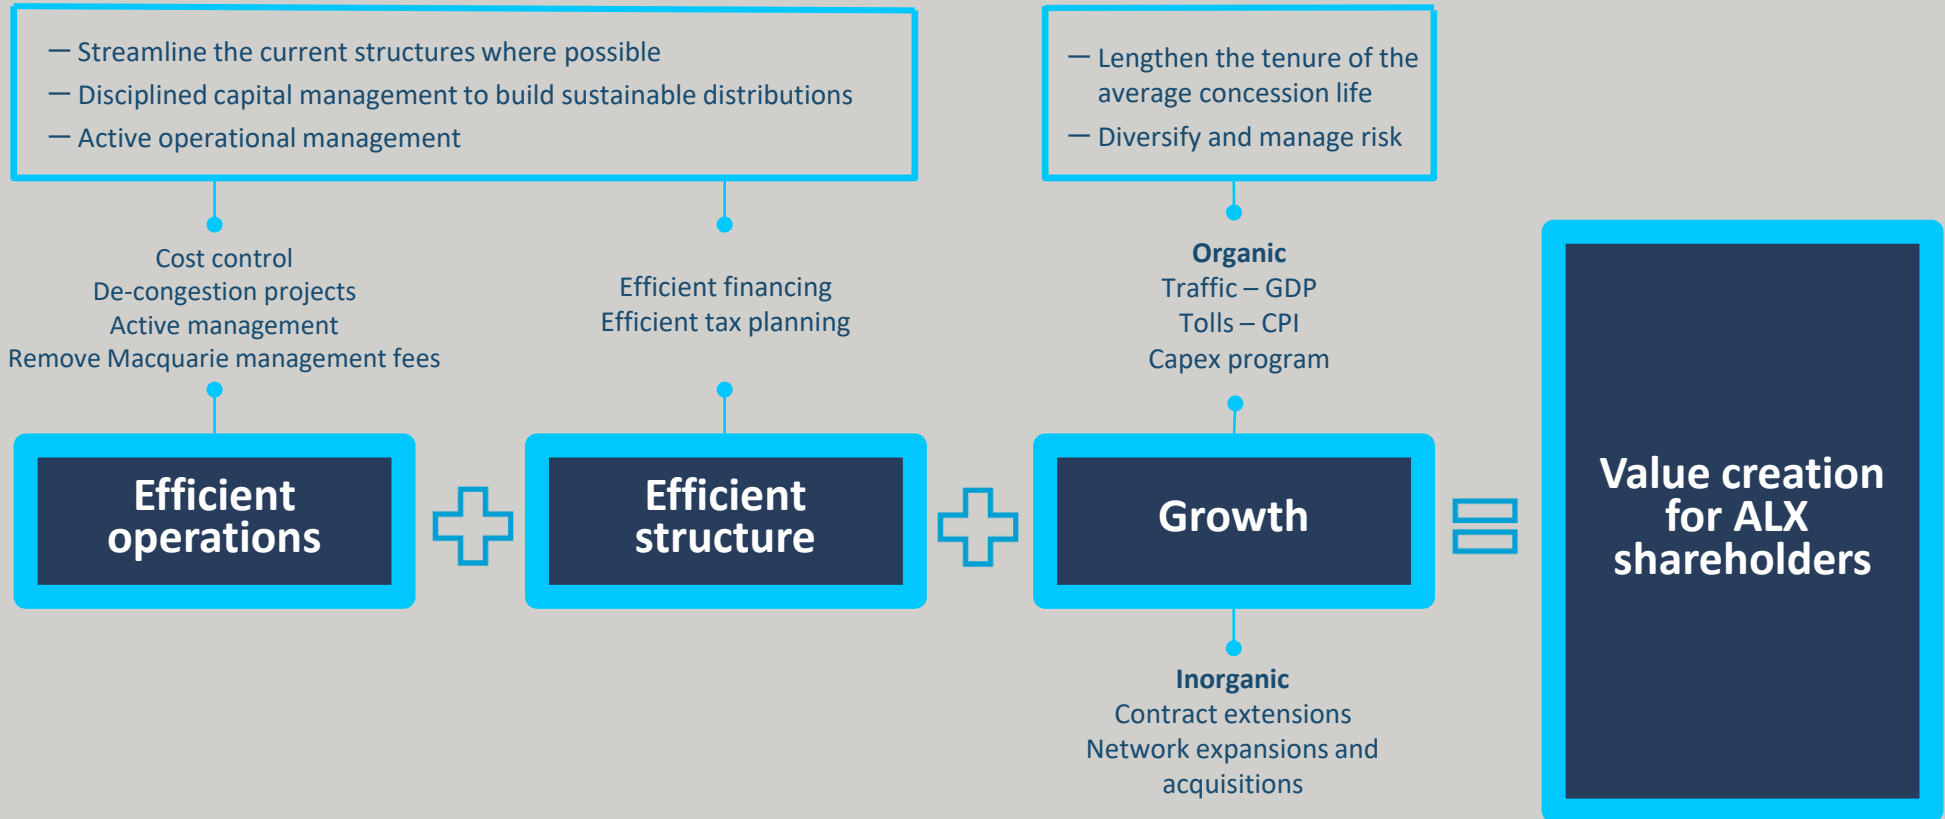 — Streamline the current structures where possible
— Disciplined capital management to build sustainable distributions
— Active operational management
— Lengthen the tenure of the
average concession life
— Diversify and manage risk
Cost control
De-congestion projects
Active management
Remove Macquarie management fees
Efficient financing
Efficient tax planning
Organic
Traffic – GDP
Tolls – CPI
Capex program
Efficient
operations
Efficient
structure
Growth
Value creation
for ALX
shareholders
Inorganic
Contract extensions
Network expansions and
acquisitions